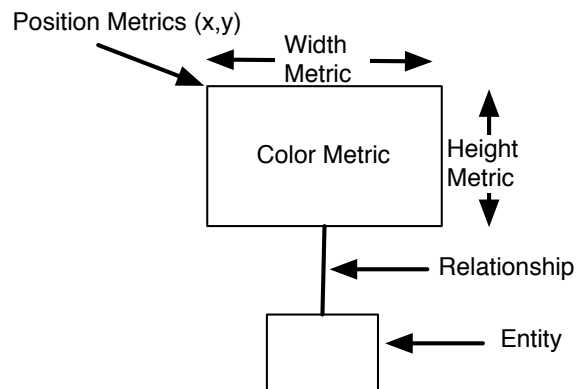 Position Metrics (x,y)
Width
Metric
Color Metric
Height
Metric
Relationship
Entity